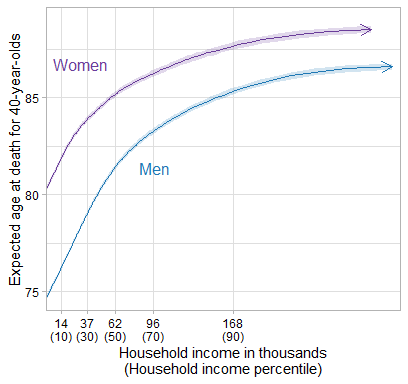 Expected age at death for 40-year-olds
Women
Men
85
80
75
14 37 62 96 168
(10) (30) (50) (70) (90)
Household income in thousands
(Household income percentile)